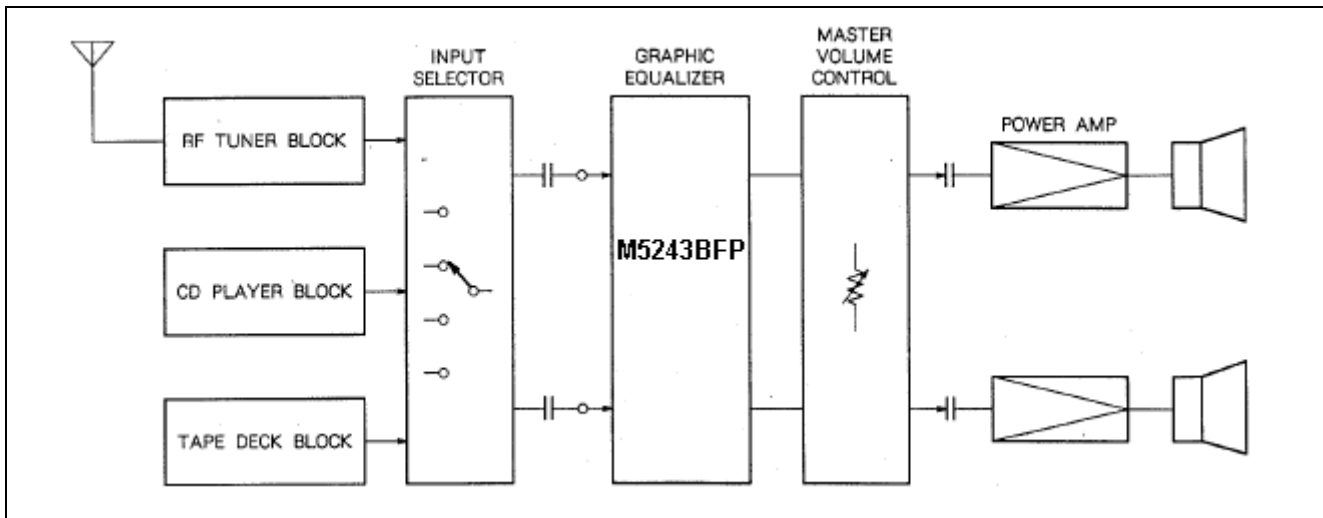 INPUT
SELECTOR
GRAPHIC
EQUALIZER
MASTER
VOLUME
CONTROL
POWER AMP
RF TUNER BLOCK
CD PLAYER BLOCK
TAPE DECK BLOCK
M5243BFP